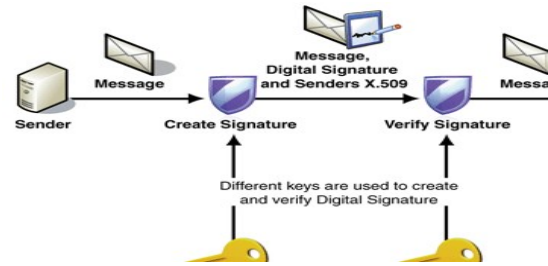 Message
Message,
Digital Signature
and Senders X.509
Sender
Create Signature
Verify Signature
Different keys are used to create
and verify Digital Signature